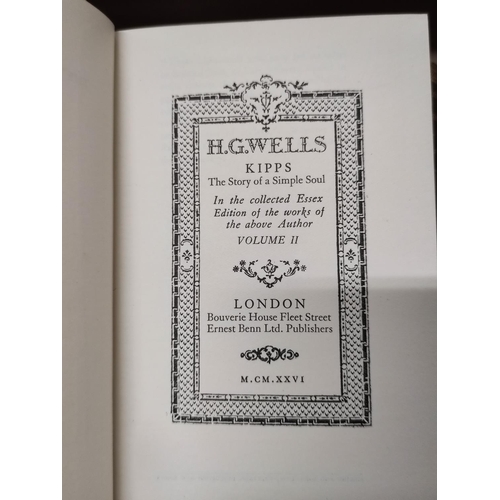 H.G.WELLS
KIPPS
The Story of a Simple Soul
In the collected Essex
Edition of the works of
the above Author
VOLUME II
LONDON
Bouverie House Fleet Street
Ernest Benn Ltd. Publishers
M.CM.XXVI